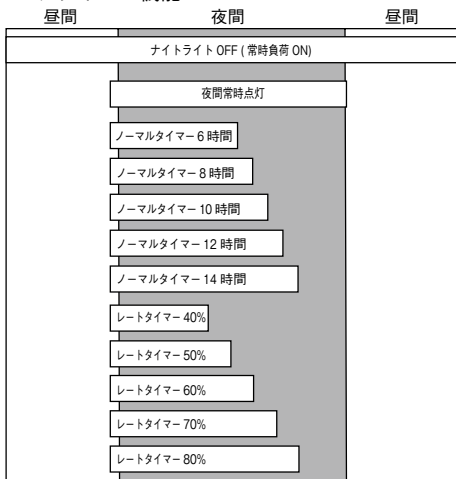 昼間 夜間 昼間
ナイトライト OFF ( 常時負荷 ON)
夜間常時点灯
ノーマルタイマー 6 時間
ノーマルタイマー 8 時間
ノーマルタイマー 10 時間
ノーマルタイマー 12 時間
ノーマルタイマー 14 時間
レートタイマー 40%
レートタイマー 50%
レートタイマー 60%
レートタイマー 70%
レートタイマー 80%